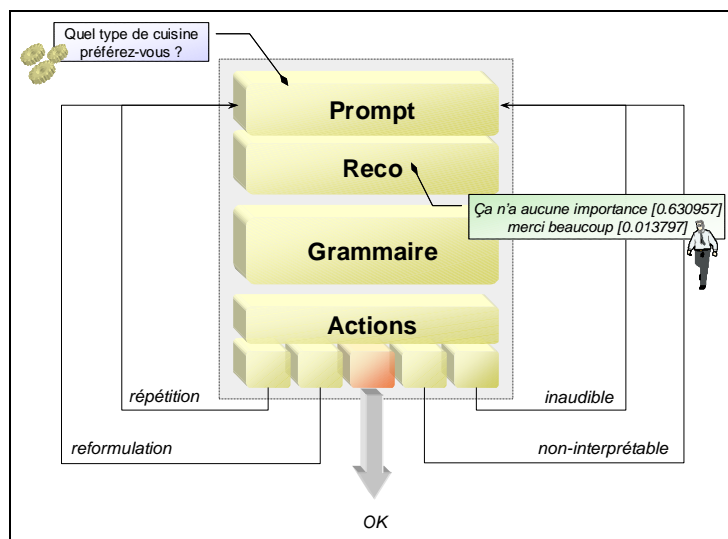 Quel type de cuisine
préférez-vous ?
Prompt
Reco
Ça n'a aucune importance [0.630957]
merci beaucoup [0.013797]
Grammaire
Actions
répétition
inaudible
reformulation
non-interprétable
OK